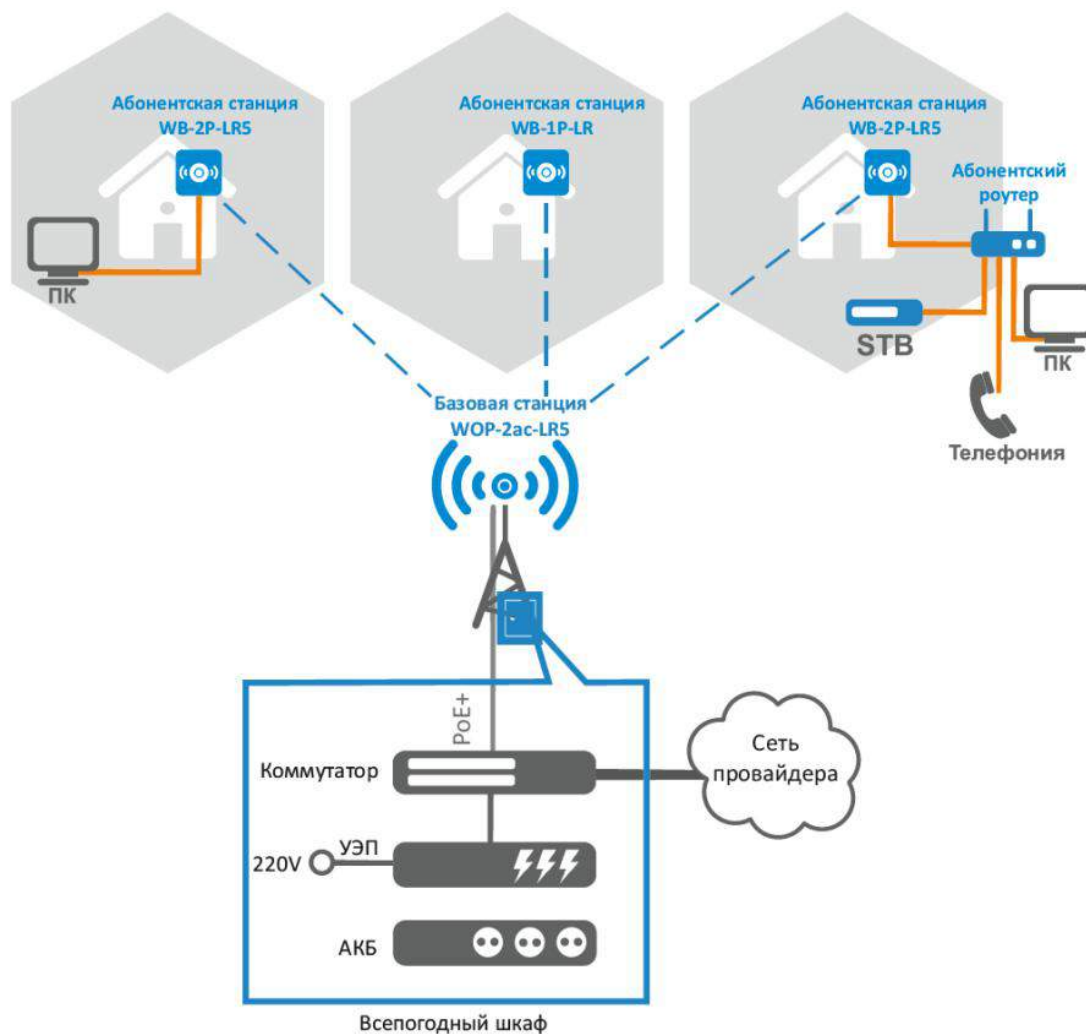 Абонентская станция
WB-2P-LR5
Абонентская станция
WB-1P-LR
Абонентская станция
WB-2P-LR5
Абонентский
роутер
ПК
STB
ПК
Телефония
Базовая станция
WOP-2ac-LR5
PoE+
Коммутатор
Сеть
провайдера
УЭП
220V
АКБ
Всепогодный шкаф